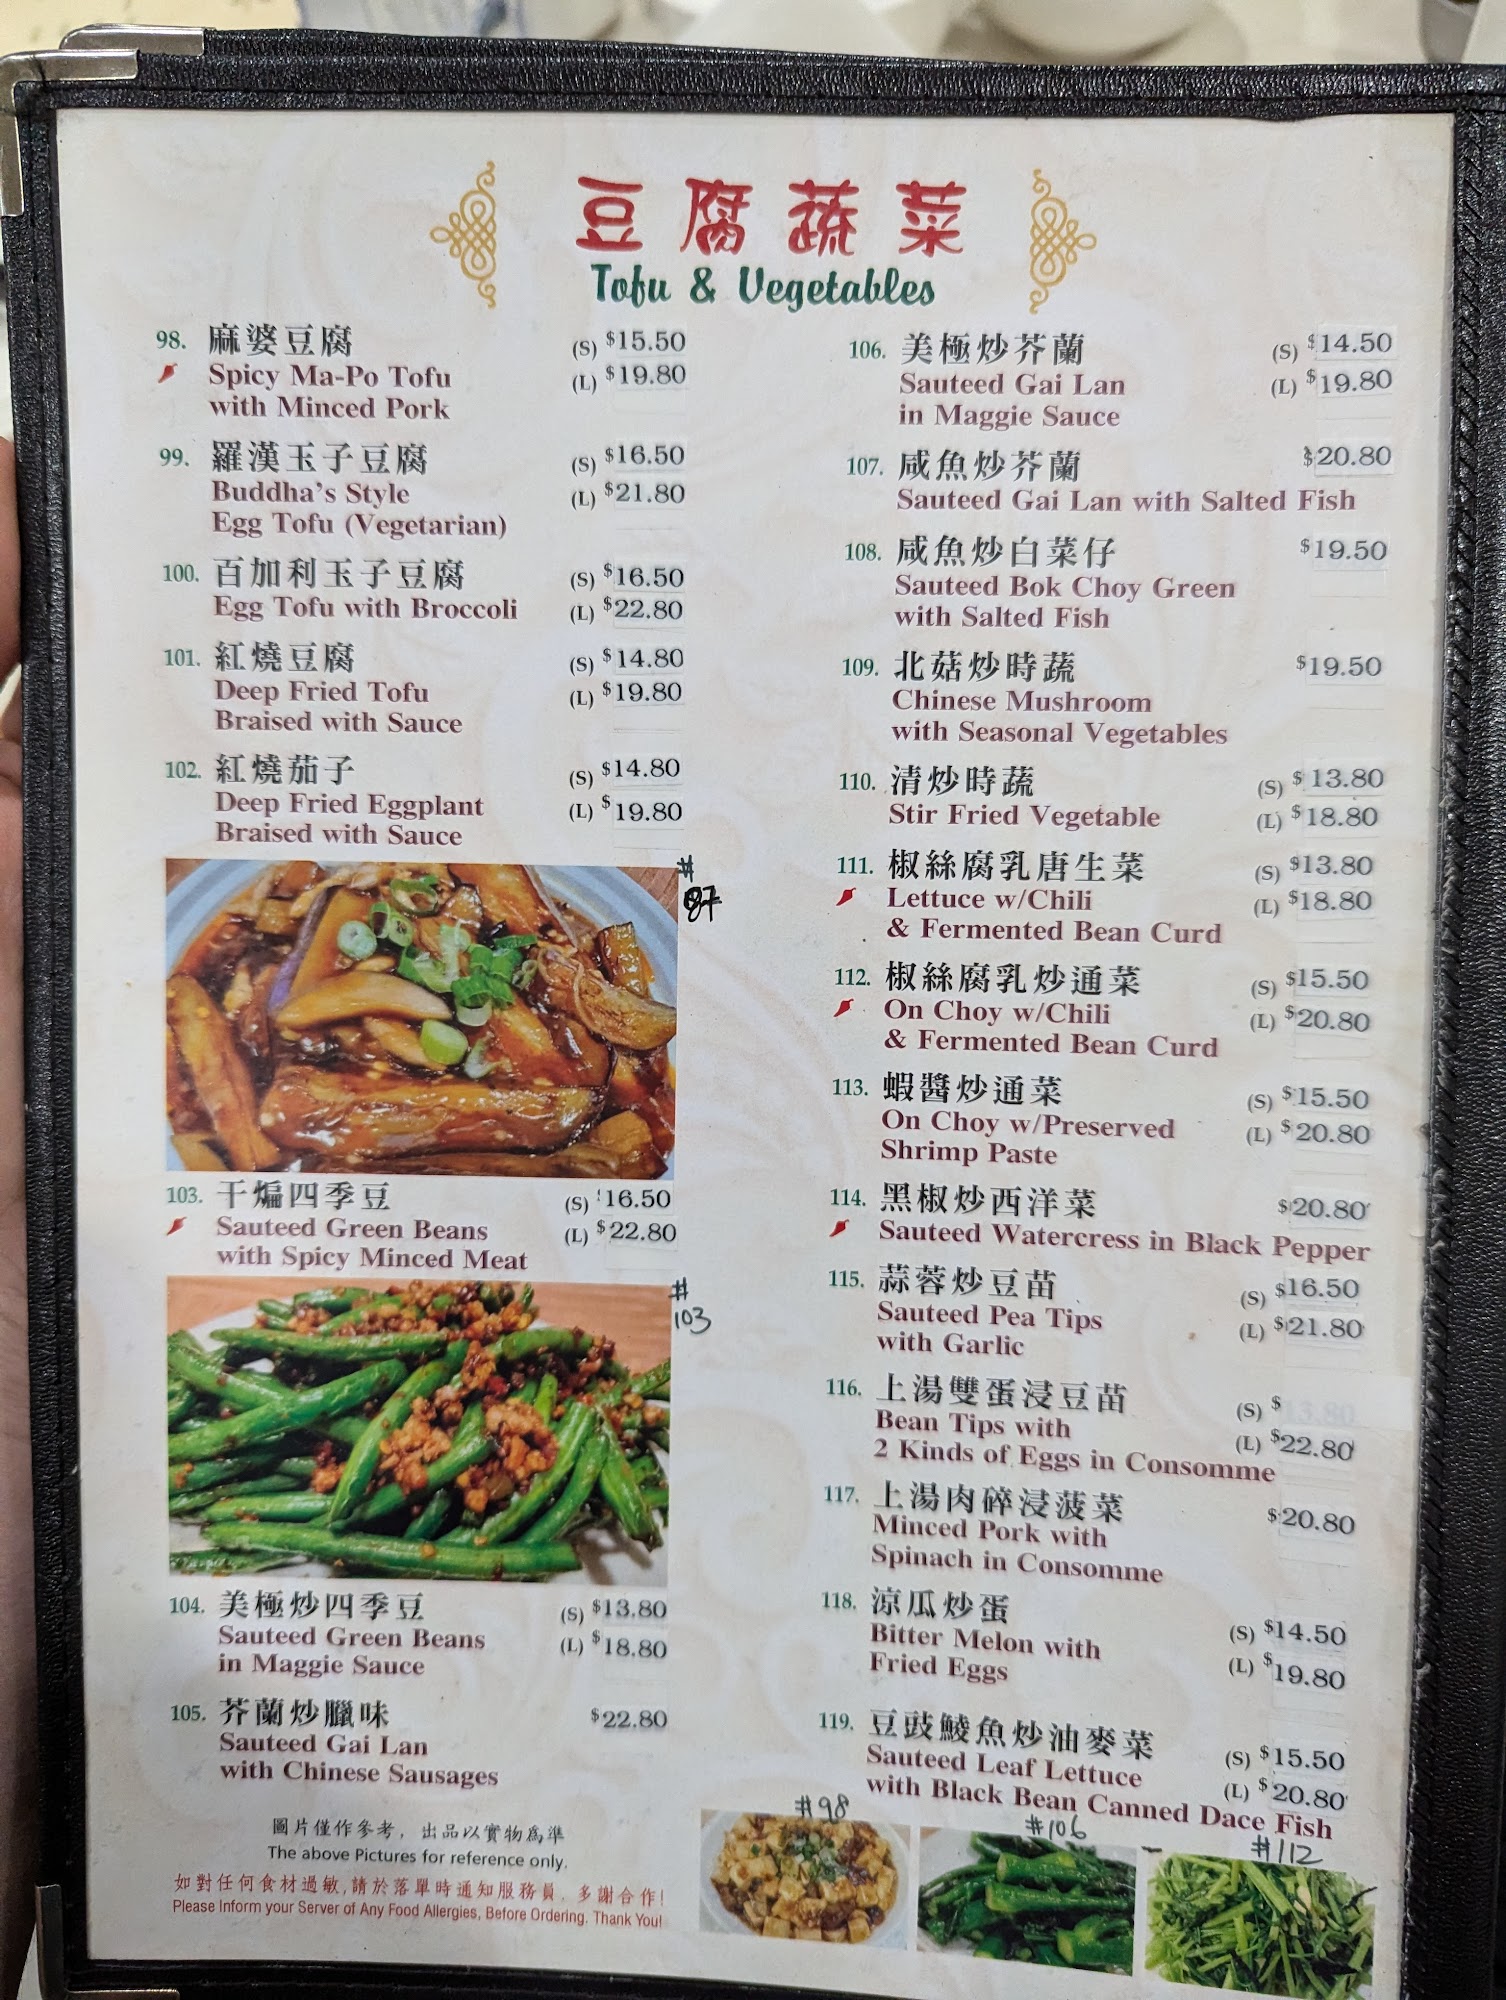 豆腐蔬菜
Tofu & Vegetables
98. 麻婆豆腐 (S) $15.50
Spicy Ma-Po Tofu (L) $19.80
with Minced Pork
99. 羅漢玉子豆腐 (S) $16.50
Buddha's Style (L) $21.80
Egg Tofu (Vegetarian)
100. 百加利玉子豆腐 (S) $16.50
Egg Tofu with Broccoli (L) $22.80
101. 紅燒豆腐 (S) $14.80
Deep Fried Tofu (L) $19.80
Braised with Sauce
102. 紅燒茄子 (S) $14.80
Deep Fried Eggplant (L) $19.80
Braised with Sauce
#
87
103. 干煸四季豆 (S) $16.50
Sauteed Green Beans (L) $22.80
with Spicy Minced Meat
#
103
104. 美極炒四季豆 (S) $13.80
Sauteed Green Beans (L) $18.80
in Maggie Sauce
105. 芥蘭炒臘味 $22.80
Sauteed Gai Lan
with Chinese Sausages
圖片僅作參考，出品以實物為準
The above Pictures for reference only.
如對任何食材過敏,請於落單時通知服務員，多謝合作!
Please Inform your Server of Any Food Allergies, Before Ordering. Thank You!
106. 美極炒芥蘭 (S) $14.50
Sauteed Gai Lan (L) $19.80
in Maggie Sauce
107. 咸魚炒芥蘭 $20.80
Sauteed Gai Lan with Salted Fish
108. 咸魚炒白菜仔 $19.50
Sauteed Bok Choy Green
with Salted Fish
109. 北菇炒時蔬 $19.50
Chinese Mushroom
with Seasonal Vegetables
110. 清炒時蔬 (S) $13.80
Stir Fried Vegetable (L) $18.80
111. 椒絲腐乳唐生菜 (S) $13.80
Lettuce w/Chili (L) $18.80
& Fermented Bean Curd
112. 椒絲腐乳炒通菜 (S) $15.50
On Choy w/Chili (L) $20.80
& Fermented Bean Curd
113. 蝦醬炒通菜 (S) $15.50
On Choy w/Preserved (L) $20.80
Shrimp Paste
114. 黑椒炒西洋菜 $20.80
Sauteed Watercress in Black Pepper
115. 蒜蓉炒豆苗 (S) $16.50
Sauteed Pea Tips (L) $21.80
with Garlic
116. 上湯雙蛋浸豆苗 (S) $13.80
Bean Tips with (L) $22.80
2 Kinds of Eggs in Consomme
117. 上湯肉碎浸菠菜 $20.80
Minced Pork with
Spinach in Consomme
118. 涼瓜炒蛋 (S) $14.50
Bitter Melon with (L) $19.80
Fried Eggs
119. 豆豉鯪魚炒油麥菜 (S) $15.50
Sauteed Leaf Lettuce (L) $20.80
with Black Bean Canned Dace Fish
#98
#106
#112